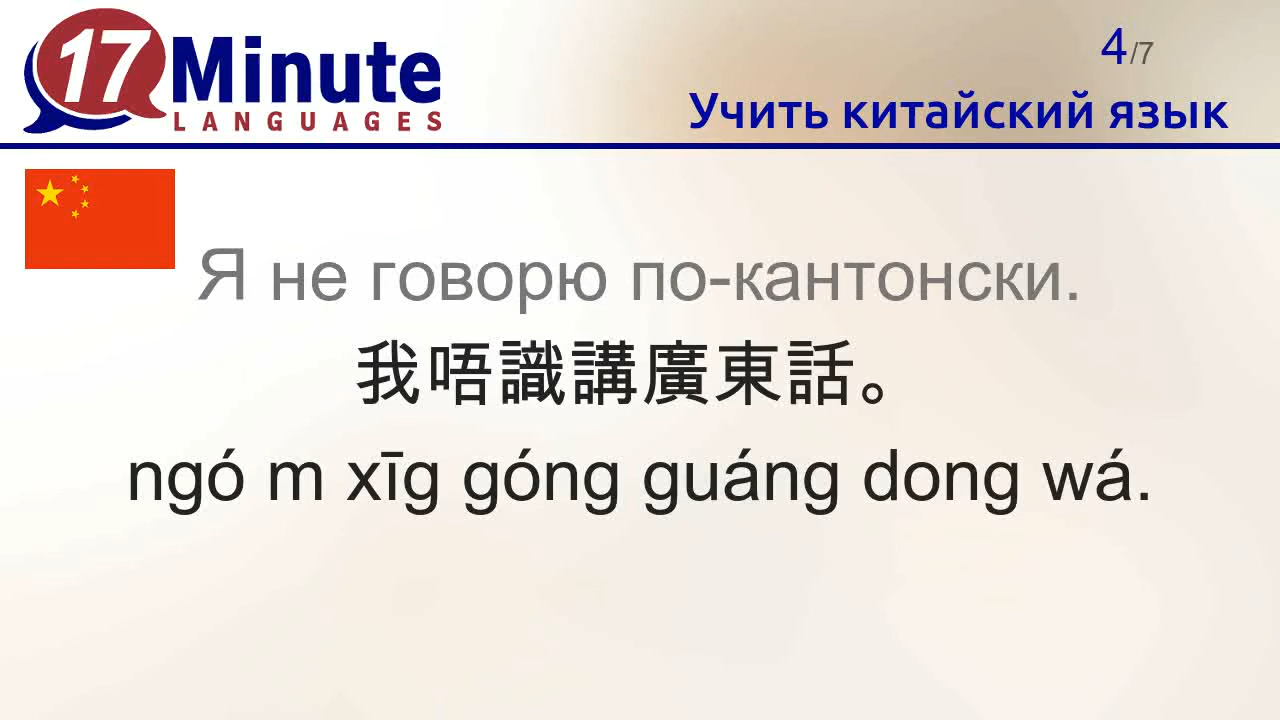 17 Minute
LANGUAGES
4/7
Учить китайский язык
Я не говорю по-кантонски.
我唔識講廣東話。
ngó m xīg góng guáng dong wá.